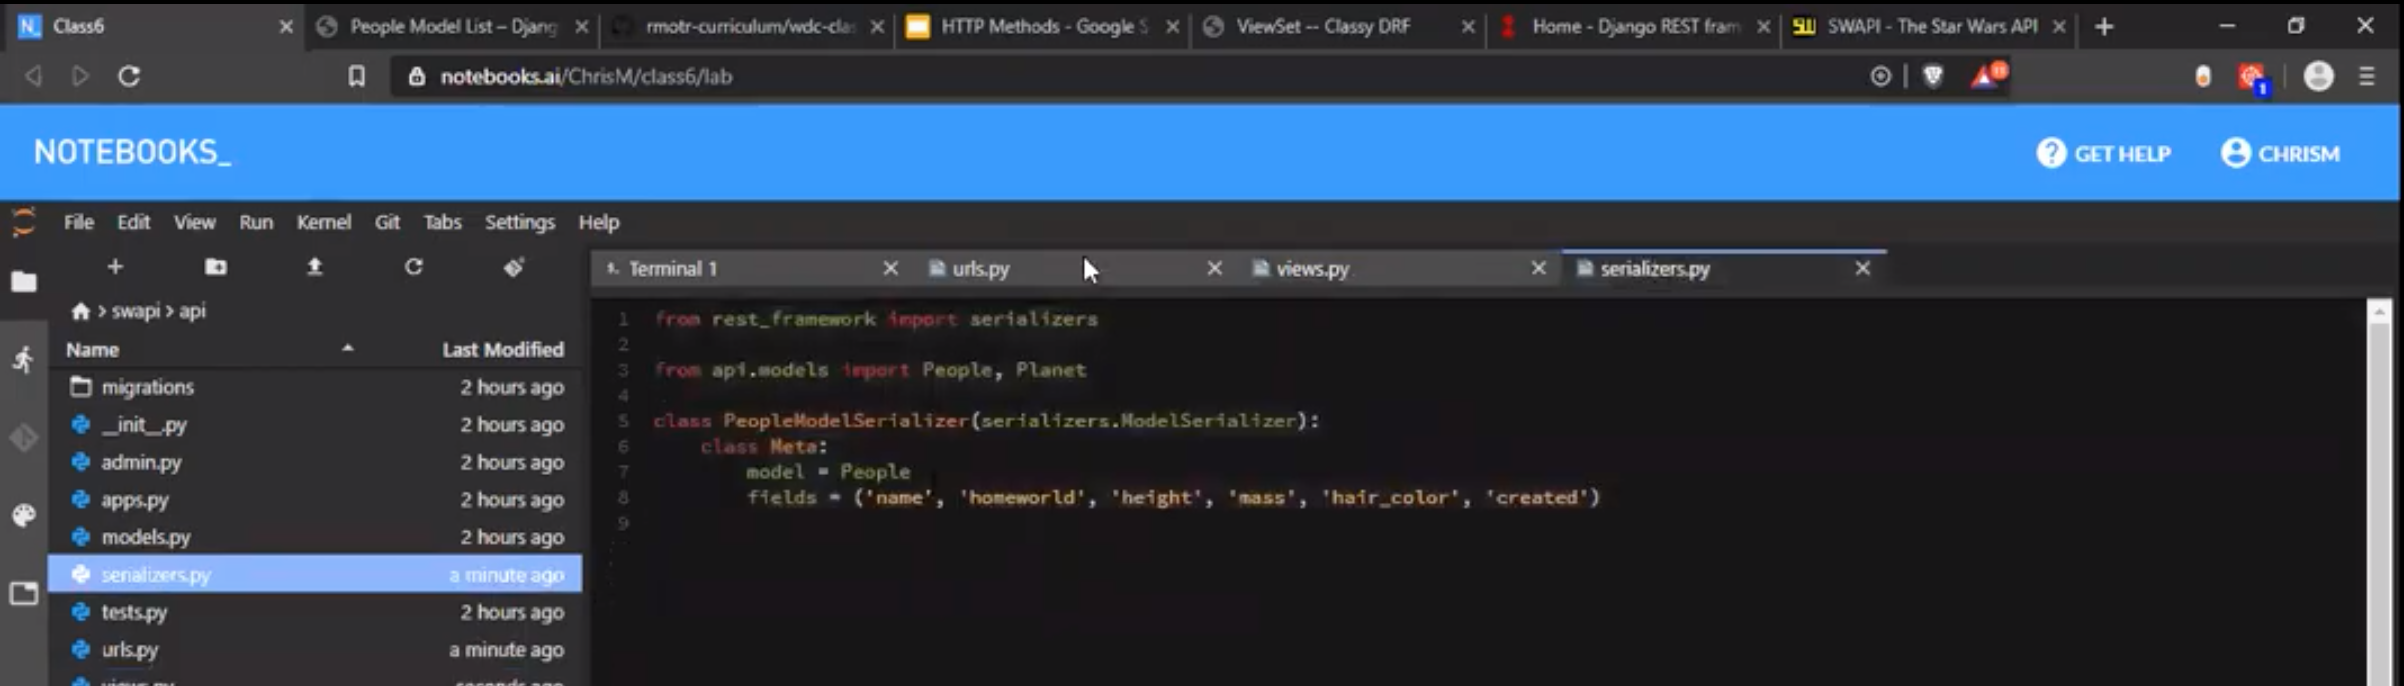 Class6
People Model List – Djang
rmotr-curriculum/wdc-cla
HTTP Methods - Google S
ViewSet -- Classy DRF
Home - Django REST fram
SWAPI - The Star Wars API
notebooks.ai/ChrisM/class6/lab
1
NOTEBOOKS_
GET HELP
CHRISM
File Edit View Run Kernel Git Tabs Settings Help
Terminal 1
urls.py
views.py
serializers.py
swapi > api
Name Last Modified
migrations 2 hours ago
__init__.py 2 hours ago
admin.py 2 hours ago
apps.py 2 hours ago
models.py 2 hours ago
serializers.py a minute ago
tests.py 2 hours ago
urls.py a minute ago
views.py seconds ago
1 from rest_framework import serializers
2
3 from api.models import People, Planet
4
5 class PeopleModelSerializer(serializers.ModelSerializer):
6 class Meta:
7 model = People
8 fields = ('name', 'homeworld', 'height', 'mass', 'hair_color', 'created')
9